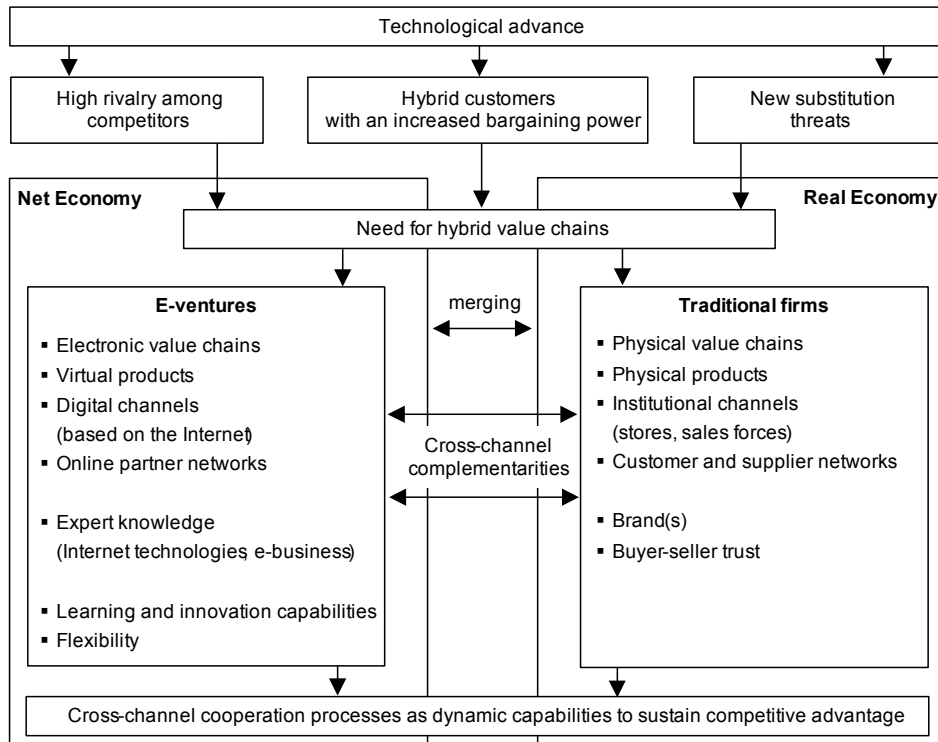 Technological advance
High rivalry among
competitors
Hybrid customers
with an increased bargaining power
New substitution
threats
Net Economy
Real Economy
Need for hybrid value chains
E-ventures
▪ Electronic value chains
▪ Virtual products
▪ Digital channels
(based on the Internet)
▪ Online partner networks
▪ Expert knowledge
(Internet technologies, e-business)
▪ Learning and innovation capabilities
▪ Flexibility
merging
Cross-channel
complementarities
Traditional firms
▪ Physical value chains
▪ Physical products
▪ Institutional channels
(stores, sales forces)
▪ Customer and supplier networks
▪ Brand(s)
▪ Buyer-seller trust
Cross-channel cooperation processes as dynamic capabilities to sustain competitive advantage